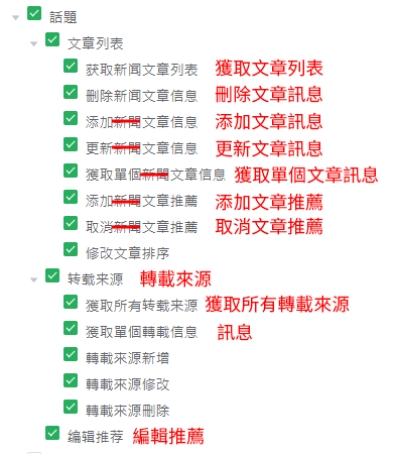 話題
文章列表
获取新闻文章列表 獲取文章列表
刪除新闻文章信息 刪除文章訊息
添加新聞文章信息 添加文章訊息
更新新聞文章信息 更新文章訊息
獲取單個新聞文章信息 獲取單個文章訊息
添加新聞文章推薦 添加文章推薦
取消新聞文章推薦 取消文章推薦
修改文章排序
转载来源 轉載來源
獲取所有转载来源 獲取所有轉載來源
獲取單個轉載信息 訊息
轉載來源新增
轉載來源修改
轉載來源刪除
编辑推荐 編輯推薦